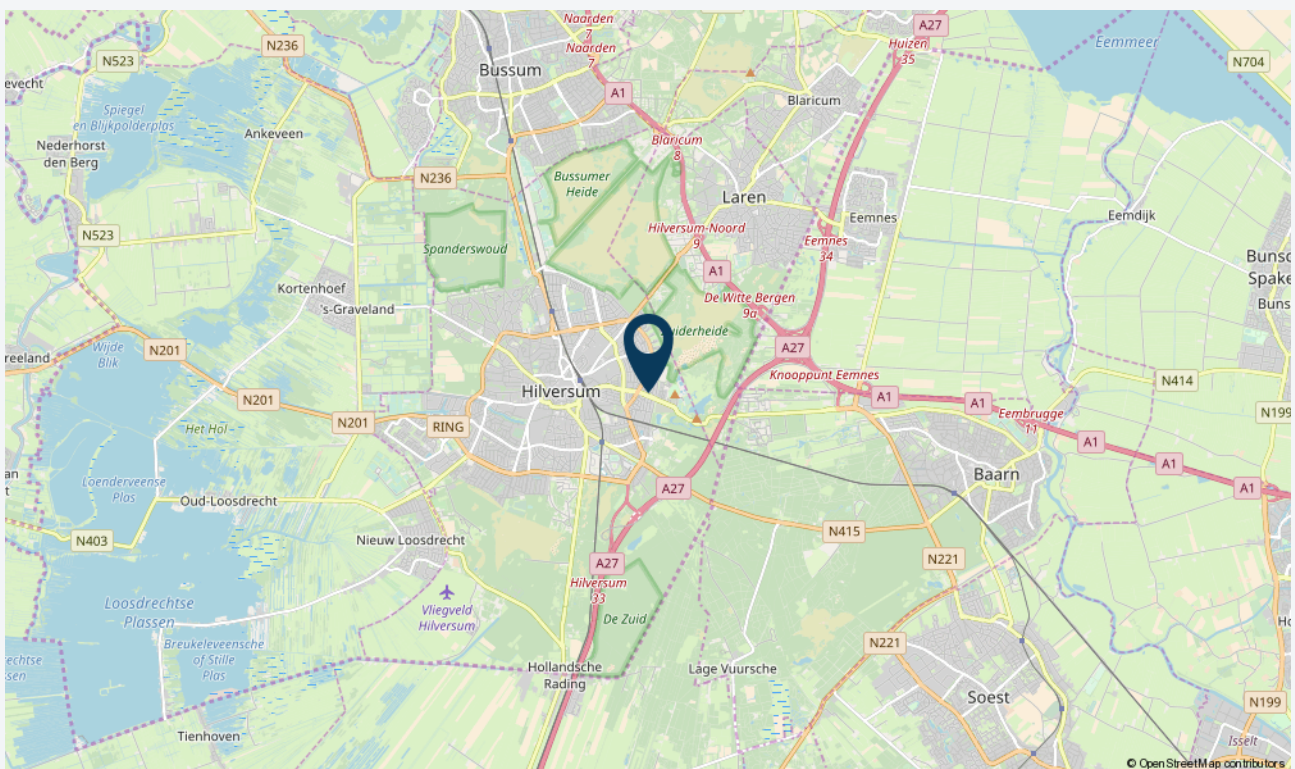 A27
Naarden
7
Naarden
7
N236
Huizen
35
Eemmeer
N523
N704
Bussum
evecht
A1
Blaricum
Spiegel
en Blijkpolderplas
Ankeveen
Blaricum
8
Nederhorst
den Berg
N236
Bussumer
Heide
Laren
Eemnes
Eemdijk
N523
Spanderswoud
Hilversum-Noord
9
Eemnes
34
A1
Kortenhoef
's-Graveland
De Witte Bergen
9a
uiderheide
Wijde
Blik
N201
reeland
A27
Knooppunt Eemnes
N414
Hilversum
N201
A1
A1
Eembrugge
11
N199
N201
RING
Het Hol
A1
A1
A1
Loenderveense
Plas
Oud-Loosdrecht
A27
Baarn
N403
Nieuw Loosdrecht
N415
N221
A27
Hilversum
33
Loosdrechtse
Plassen
Vliegveld
Hilversum
De Zuid
Breukeleveensche
of Stille
Plas
N221
Hollandsche
Rading
Lage Vuursche
Soest
N199
Tienhoven
Isselt
© OpenStreetMap contributors